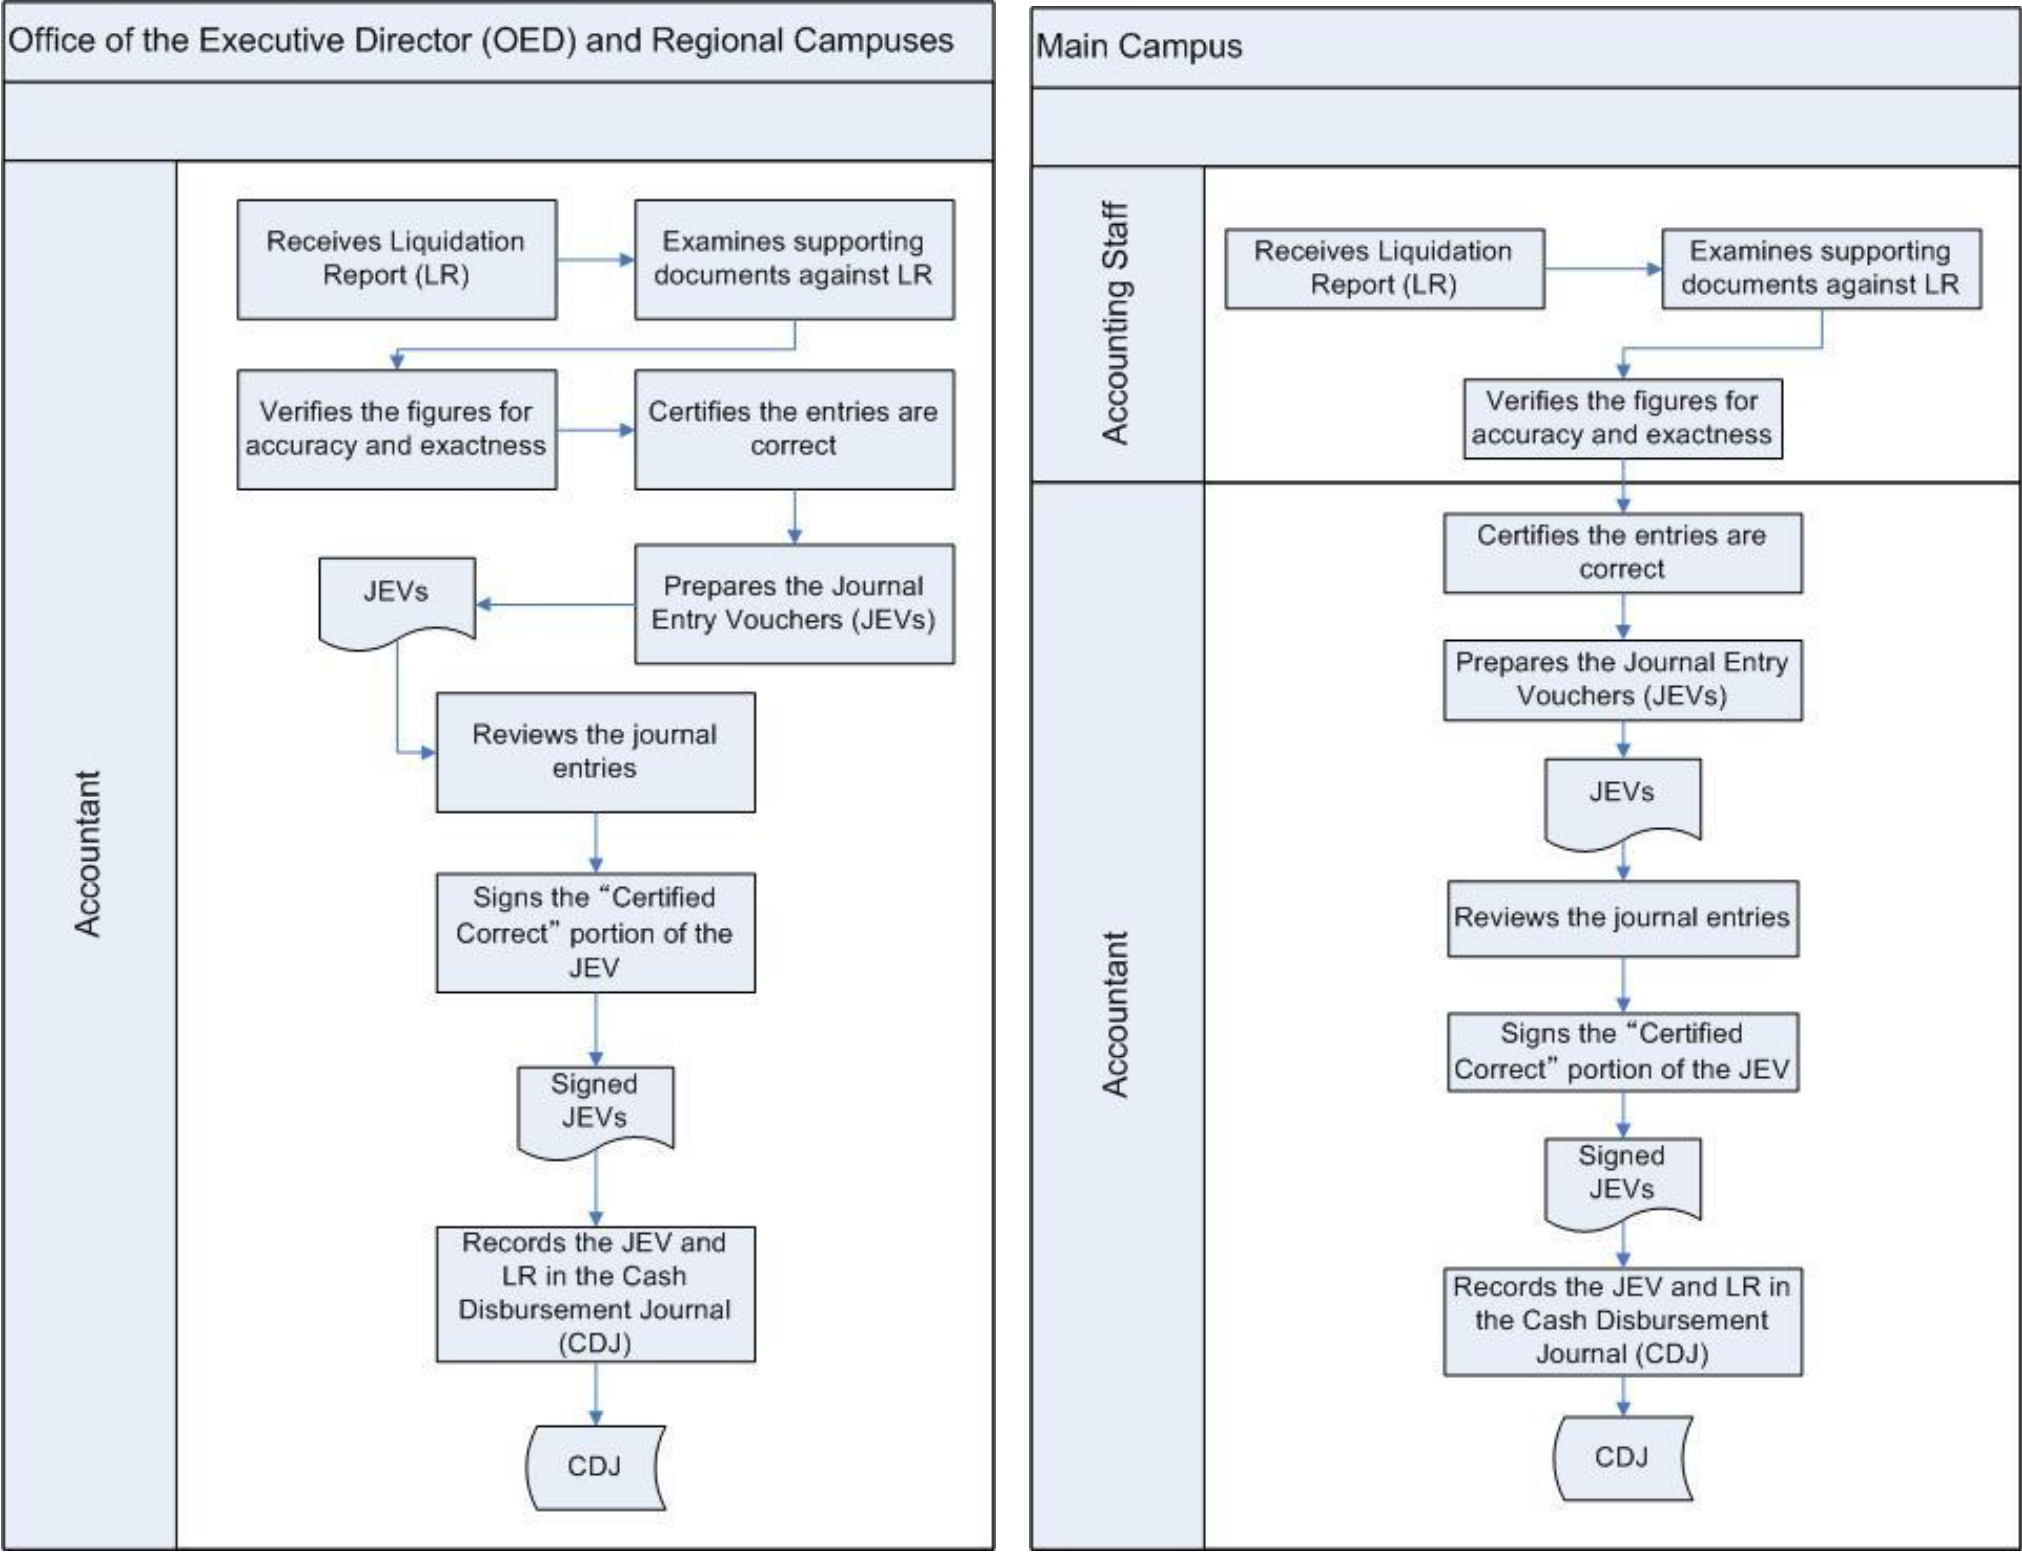 Office of the Executive Director (OED) and Regional Campuses
Accountant
Receives Liquidation
Report (LR)
Examines supporting
documents against LR
Verifies the figures for
accuracy and exactness
Certifies the entries are
correct
Prepares the Journal
Entry Vouchers (JEVs)
JEVs
Reviews the journal
entries
Signs the “Certified
Correct” portion of the
JEV
Signed
JEVs
Records the JEV and
LR in the Cash
Disbursement Journal
(CDJ)
CDJ
Main Campus
Accounting Staff
Receives Liquidation
Report (LR)
Examines supporting
documents against LR
Verifies the figures for
accuracy and exactness
Accountant
Certifies the entries are
correct
Prepares the Journal Entry
Vouchers (JEVs)
JEVs
Reviews the journal entries
Signs the “Certified
Correct” portion of the JEV
Signed
JEVs
Records the JEV and LR in
the Cash Disbursement
Journal (CDJ)
CDJ